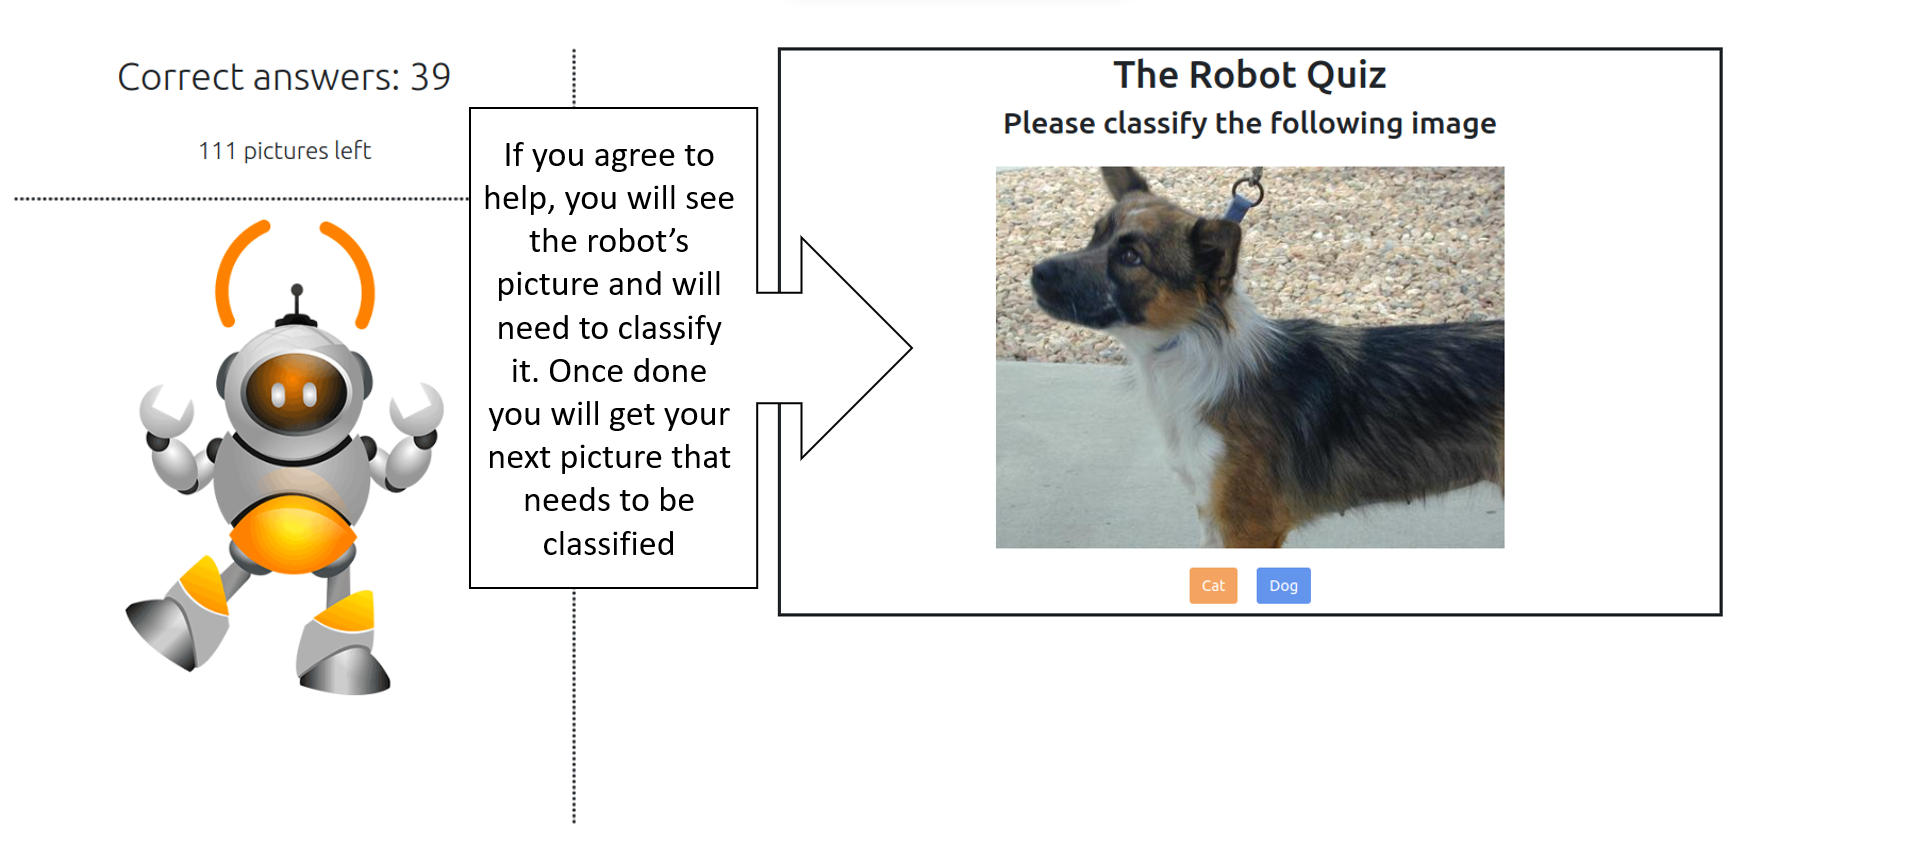 Correct answers: 39
111 pictures left
If you agree to
help, you will see
the robot’s
picture and will
need to classify
it. Once done
you will get your
next picture that
needs to be
classified
The Robot Quiz
Please classify the following image
Cat
Dog